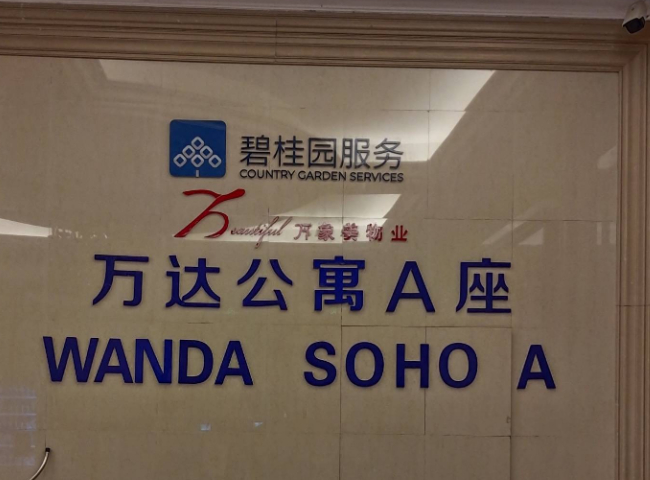 碧桂园服务
COUNTRY GARDEN SERVICES
Beautiful 万象美物业
万达公寓A座
WANDA SOHO A